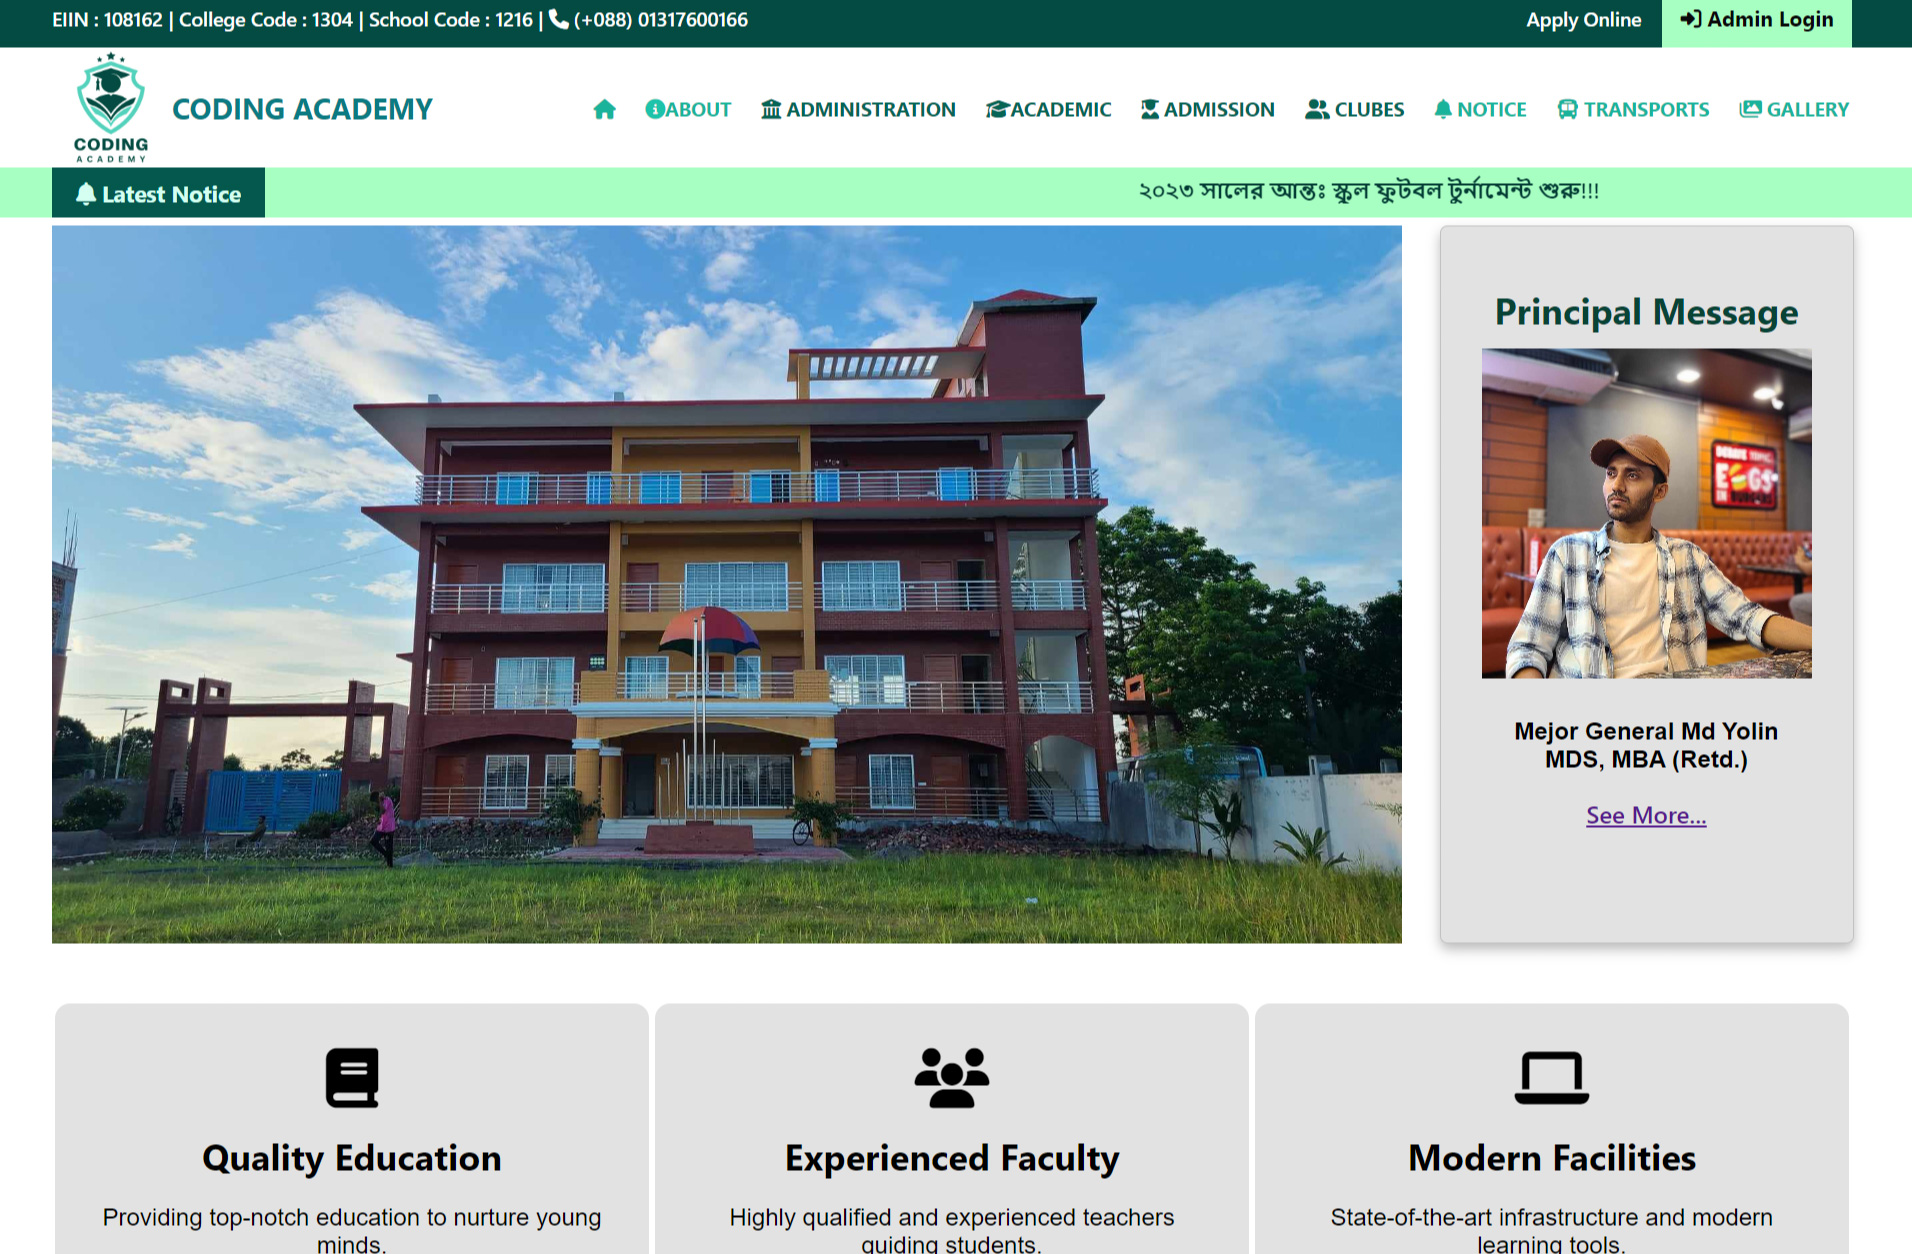 EIIN : 108162 | College Code : 1304 | School Code : 1216 | (+088) 01317600166
Apply Online
Admin Login
CODING
ACADEMY
CODING ACADEMY
ABOUT
ADMINISTRATION
ACADEMIC
ADMISSION
CLUBES
NOTICE
TRANSPORTS
GALLERY
Latest Notice
২০২৩ সালের আন্তঃ স্কুল ফুটবল টুর্নামেন্ট শুরু!!!
Principal Message
EGGS
IN BURGERS
Mejor General Md Yolin
MDS, MBA (Retd.)
See More...
Quality Education
Providing top-notch education to nurture young
minds.
Experienced Faculty
Highly qualified and experienced teachers
guiding students.
Modern Facilities
State-of-the-art infrastructure and modern
learning tools.